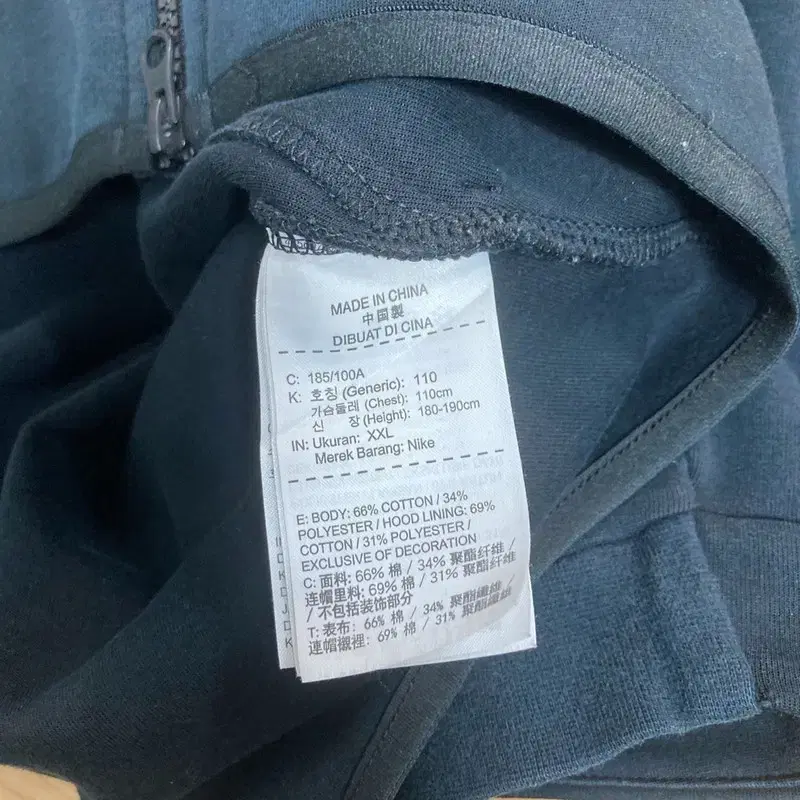 MADE IN CHINA
中国製
DIBUAT DI CINA
C: 185/100A
K: 호칭 (Generic): 110
가슴둘레 (Chest): 110cm
신 장 (Height): 180-190cm
IN: Ukuran: XXL
Merek Barang: Nike
E: BODY: 66% COTTON / 34%
POLYESTER / HOOD LINING: 69%
COTTON / 31% POLYESTER /
EXCLUSIVE OF DECORATION
C: 面料: 66% 棉 / 34% 聚酯纤维 /
连帽里料: 69% 棉 / 31% 聚酯纤维
/ 不包括装饰部分
T: 表布: 66% 棉 / 34% 聚酯纖維 /
連帽襯裡: 69% 棉 / 31% 聚酯纖維